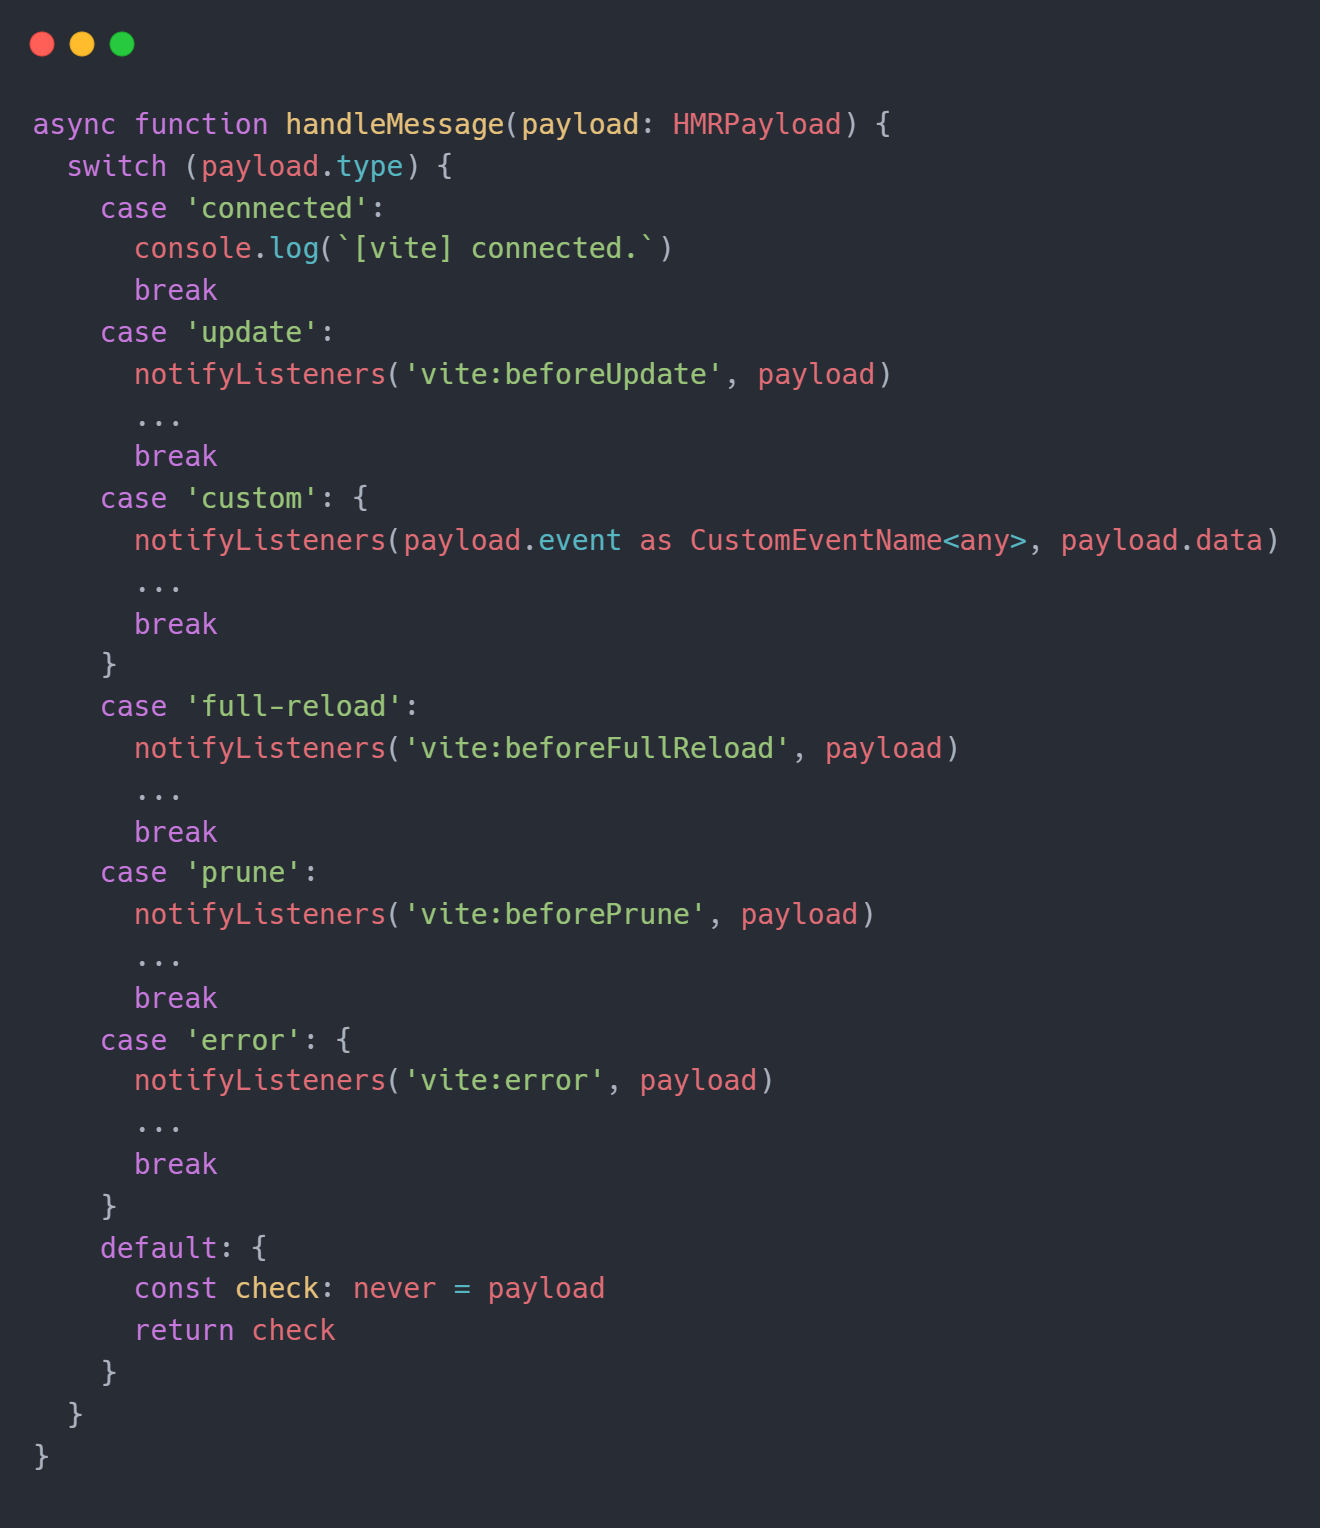 async function handleMessage(payload: HMRPayload) {
  switch (payload.type) {
    case 'connected':
      console.log(`[vite] connected.`)
      break
    case 'update':
      notifyListeners('vite:beforeUpdate', payload)
      ...
      break
    case 'custom': {
      notifyListeners(payload.event as CustomEventName<any>, payload.data)
      ...
      break
    }
    case 'full-reload':
      notifyListeners('vite:beforeFullReload', payload)
      ...
      break
    case 'prune':
      notifyListeners('vite:beforePrune', payload)
      ...
      break
    case 'error': {
      notifyListeners('vite:error', payload)
      ...
      break
    }
    default: {
      const check: never = payload
      return check
    }
  }
}